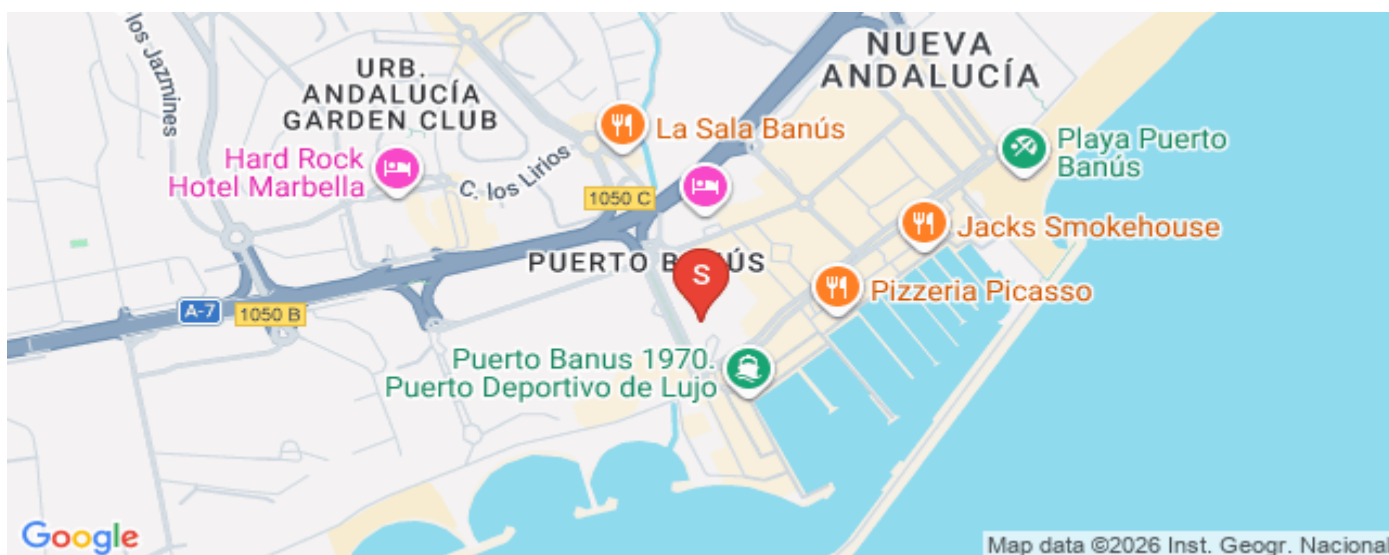 los Jazmines
URB.
ANDALUCÍA
GARDEN CLUB
NUEVA
ANDALUCÍA
La Sala Banús
Hard Rock
Hotel Marbella
C. los Lirios
1050 C
Playa Puerto
Banús
Jacks Smokehouse
PUERTO BANÚS
S
Pizzeria Picasso
A-7
1050 B
Puerto Banus 1970.
Puerto Deportivo de Lujo
Google
Map data ©2026 Inst. Geogr. Nacional